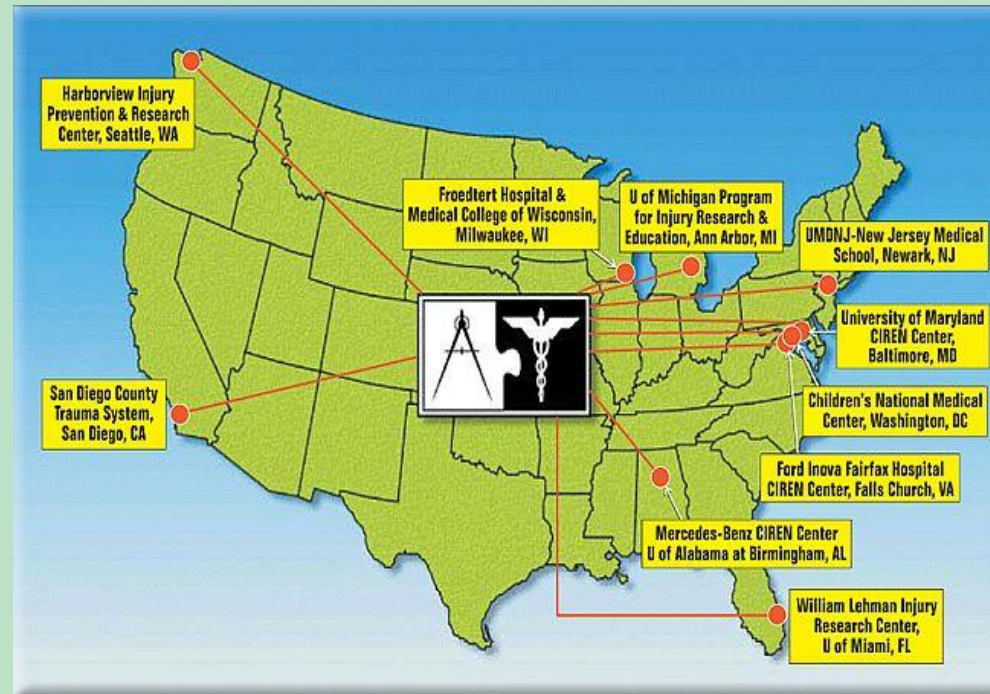 Harborview Injury
Prevention & Research
Center, Seattle, WA
Froedtert Hospital &
Medical College of Wisconsin,
Milwaukee, WI
U of Michigan Program
for Injury Research &
Education, Ann Arbor, MI
UMDNJ-New Jersey Medical
School, Newark, NJ
University of Maryland
CIREN Center,
Baltimore, MD
San Diego County
Trauma System,
San Diego, CA
Children's National Medical
Center, Washington, DC
Ford Inova Fairfax Hospital
CIREN Center, Falls Church, VA
Mercedes-Benz CIREN Center
U of Alabama at Birmingham, AL
William Lehman Injury
Research Center,
U of Miami, FL